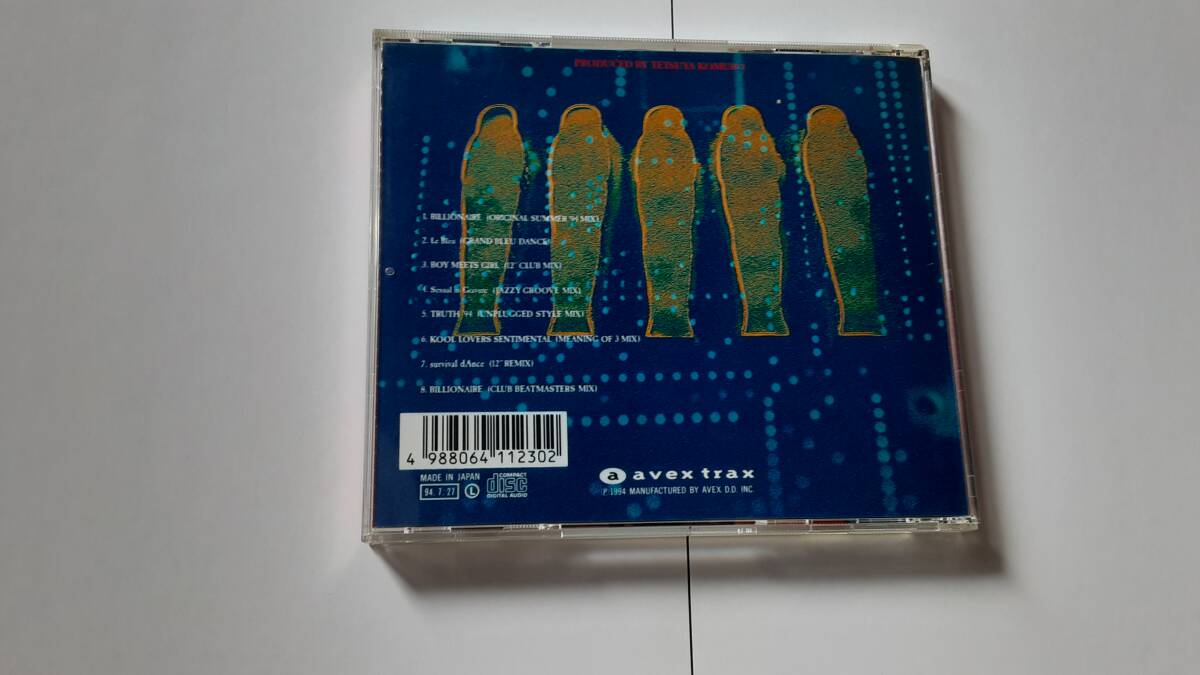 PRODUCED BY TETSUYA KOMURO
1. BILLIONAIRE (ORIGINAL SUMMER '94 MIX)
2. Le Bleu (GRAND BLEU DANCE)
3. BOY MEETS GIRL (12" CLUB MIX)
4. Sexual in Gravure (JAZZY GROOVE MIX)
5. TRUTH '94 (UNPLUGGED STYLE MIX)
6. KOOL LOVERS SENTIMENTAL (MEANING OF 3 MIX)
7. survival dAnce (12" REMIX)
8. BILLIONAIRE (CLUB BEATMASTERS MIX)
4 988064 112302
MADE IN JAPAN
94.7.27 L COMPACT disc DIGITAL AUDIO
a avex trax
P 1994 MANUFACTURED BY AVEX D.D. INC.